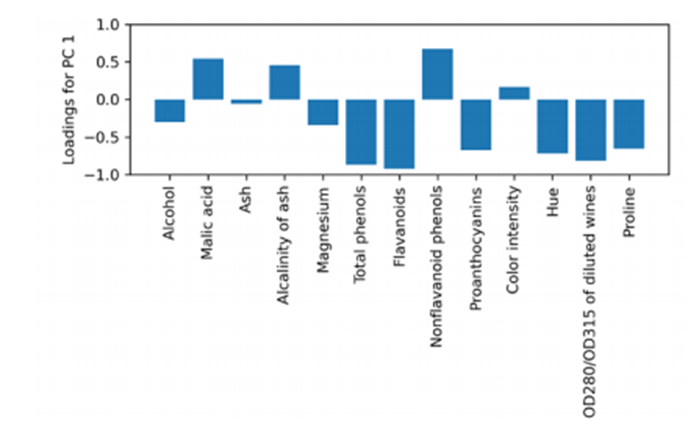 Loadings for PC 1
1.0
0.5
0.0
−0.5
−1.0
Alcohol
Malic acid
Ash
Alcalinity of ash
Magnesium
Total phenols
Flavanoids
Nonflavanoid phenols
Proanthocyanins
Color intensity
Hue
OD280/OD315 of diluted wines
Proline